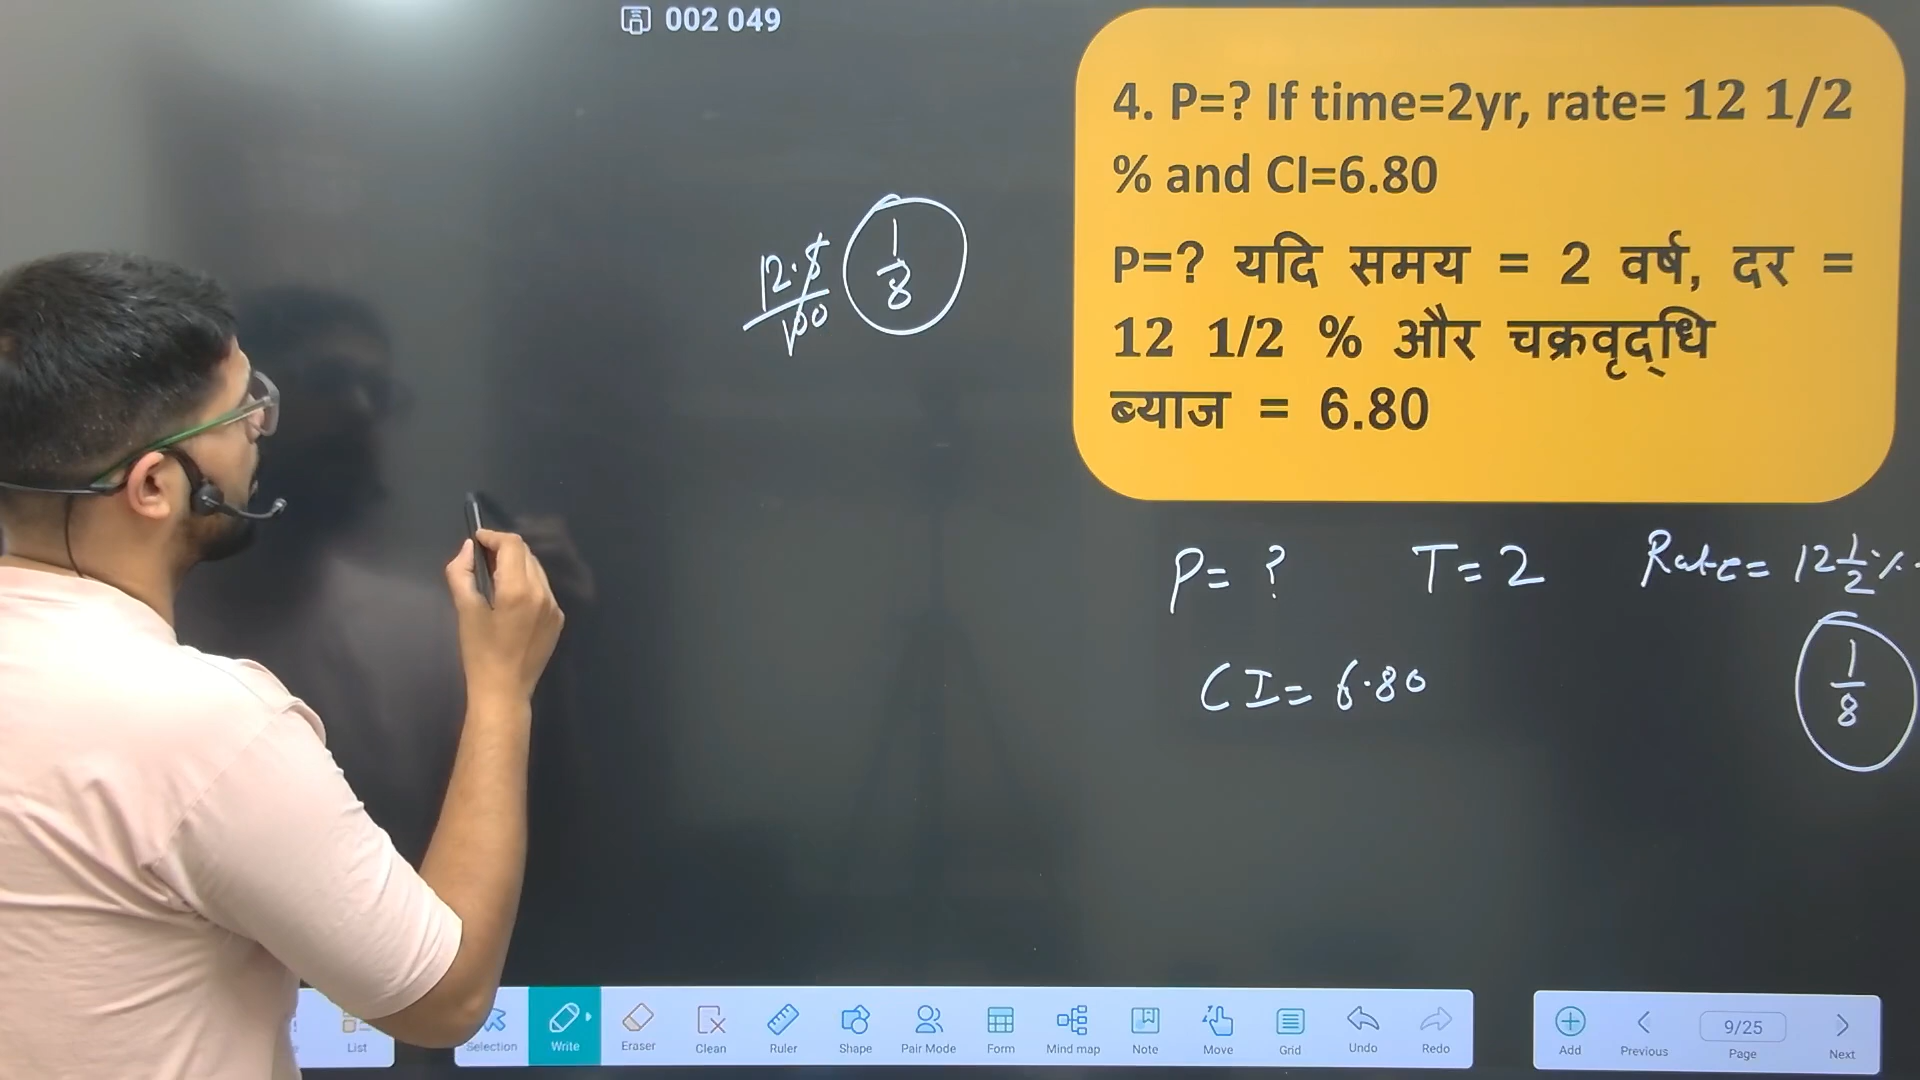 002 049
4. P=? If time=2yr, rate= 12 1/2
% and CI=6.80
P=? यदि समय = 2 वर्ष, दर =
12 1/2 % और चक्रवृद्धि
ब्याज = 6.80
12.5/100
1/8
P= ? T=2 Rate= 12 1/2 %
CI= 6.80
1/8
List
Selection
Write
Eraser
Clean
Ruler
Shape
Pair Mode
Form
Mind map
Note
Move
Grid
Undo
Redo
Add
Previous
9/25
Page
Next